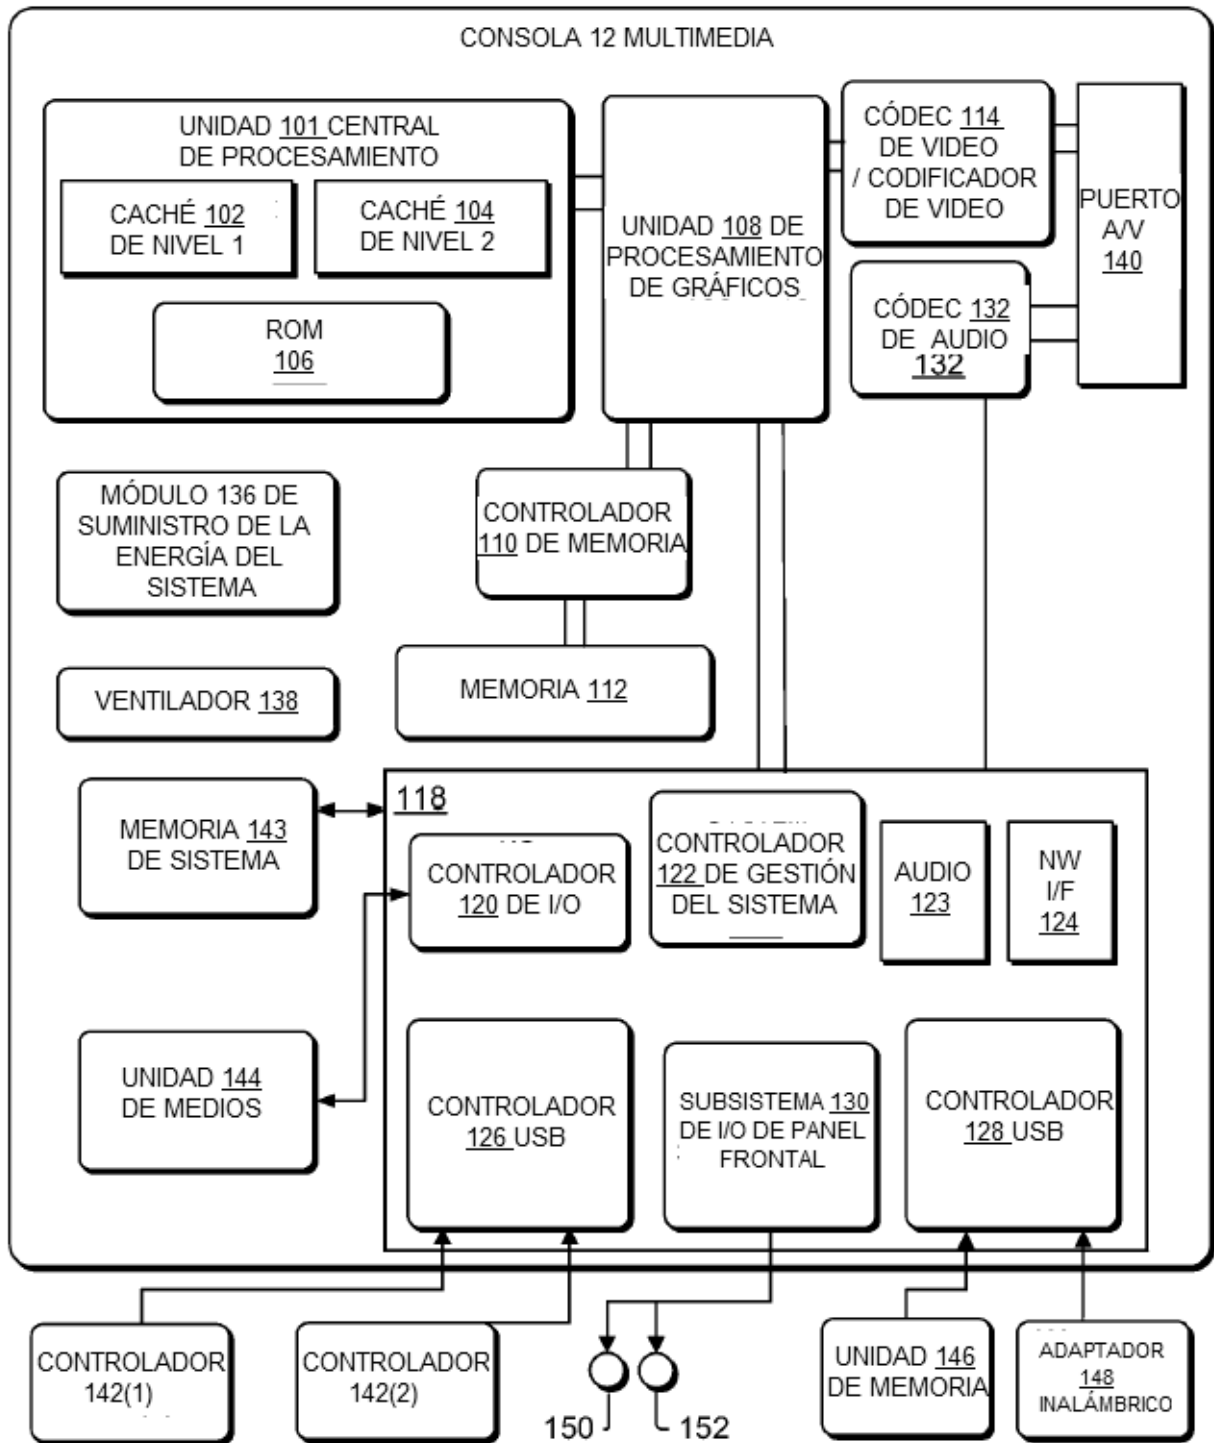 CONSOLA 12 MULTIMEDIA
UNIDAD 101 CENTRAL
DE PROCESAMIENTO
CACHÉ 102
DE NIVEL 1
CACHÉ 104
DE NIVEL 2
ROM
106
UNIDAD 108 DE
PROCESAMIENTO
DE GRÁFICOS
CÓDEC 114
DE VIDEO
/ CODIFICADOR
DE VIDEO
PUERTO
A/V
140
CÓDEC 132
DE AUDIO
132
MÓDULO 136 DE
SUMINISTRO DE LA
ENERGÍA DEL
SISTEMA
CONTROLADOR
110 DE MEMORIA
MEMORIA 112
VENTILADOR 138
MEMORIA 143
DE SISTEMA
118
CONTROLADOR
120 DE I/O
CONTROLADOR
122 DE GESTIÓN
DEL SISTEMA
AUDIO
123
NW
I/F
124
UNIDAD 144
DE MEDIOS
CONTROLADOR
126 USB
SUBSISTEMA 130
DE I/O DE PANEL
FRONTAL
CONTROLADOR
128 USB
CONTROLADOR
142(1)
CONTROLADOR
142(2)
150
152
UNIDAD 146
DE MEMORIA
ADAPTADOR
148
INALÁMBRICO